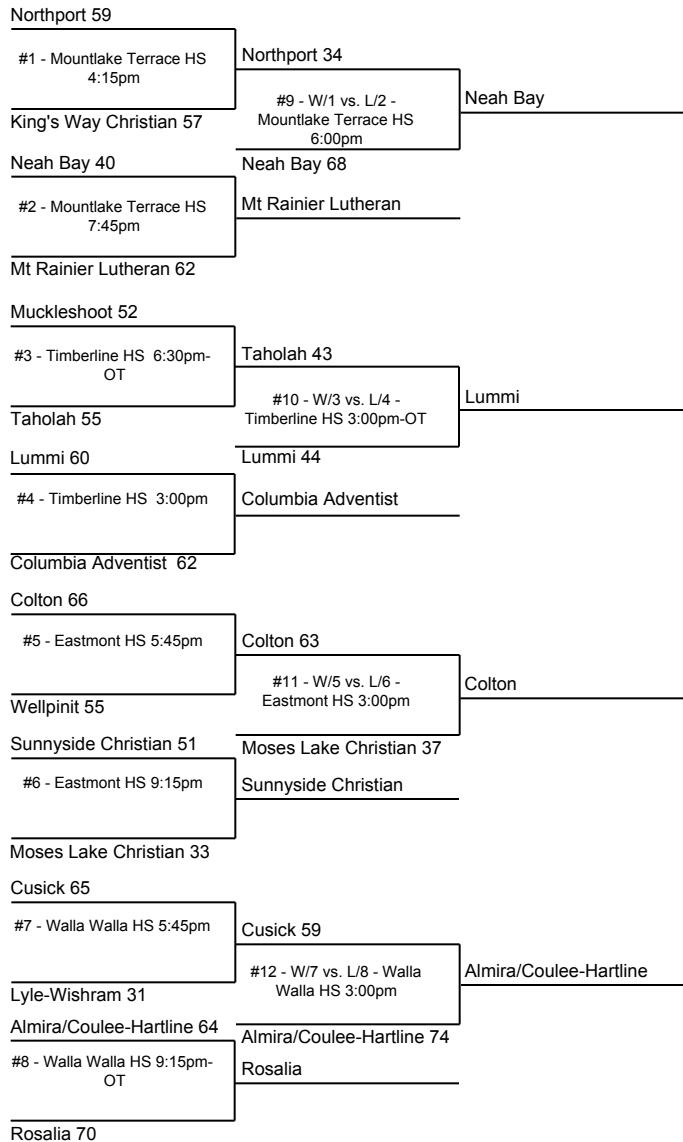 Northport 59
#1 - Mountlake Terrace HS
4:15pm
King's Way Christian 57
Northport 34
#9 - W/1 vs. L/2 -
Mountlake Terrace HS
6:00pm
Neah Bay 68
Neah Bay
Neah Bay 40
#2 - Mountlake Terrace HS
7:45pm
Mt Rainier Lutheran 62
Mt Rainier Lutheran
Muckleshoot 52
#3 - Timberline HS  6:30pm-
OT
Taholah 55
Taholah 43
#10 - W/3 vs. L/4 -
Timberline HS 3:00pm-OT
Lummi 44
Lummi
Lummi 60
#4 - Timberline HS  3:00pm
Columbia Adventist  62
Columbia Adventist
Colton 66
#5 - Eastmont HS 5:45pm
Wellpinit 55
Colton 63
#11 - W/5 vs. L/6 -
Eastmont HS 3:00pm
Moses Lake Christian 37
Colton
Sunnyside Christian 51
#6 - Eastmont HS 9:15pm
Moses Lake Christian 33
Sunnyside Christian
Cusick 65
#7 - Walla Walla HS 5:45pm
Lyle-Wishram 31
Cusick 59
#12 - W/7 vs. L/8 - Walla
Walla HS 3:00pm
Almira/Coulee-Hartline 74
Almira/Coulee-Hartline
Almira/Coulee-Hartline 64
#8 - Walla Walla HS 9:15pm-
OT
Rosalia 70
Rosalia